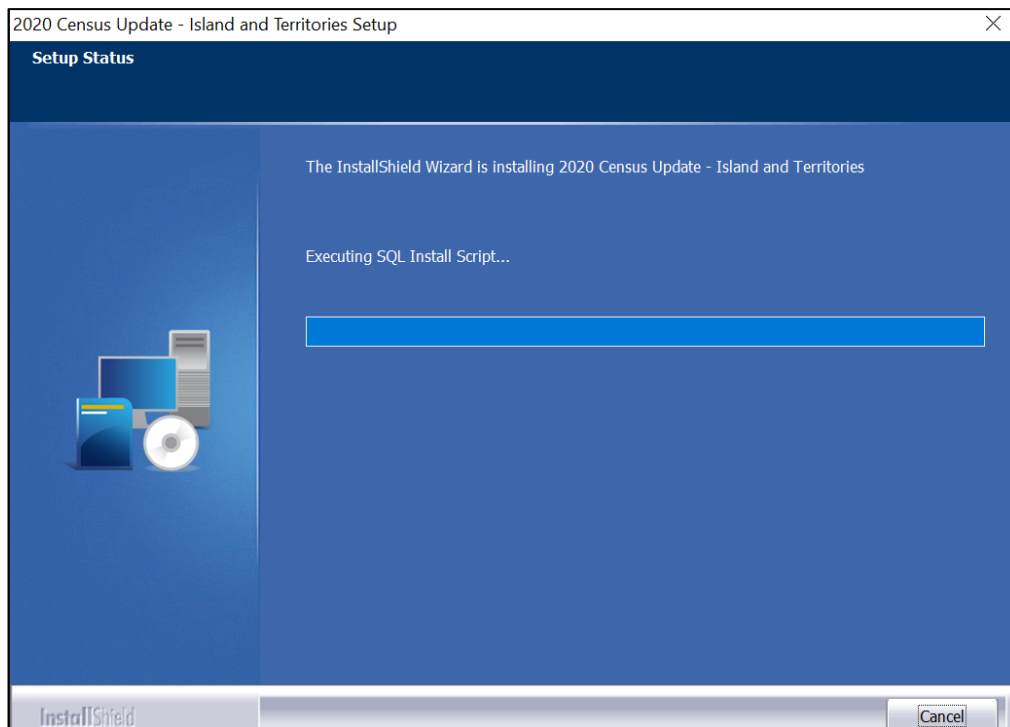 2020 Census Update - Island and Territories Setup
Setup Status
The InstallShield Wizard is installing 2020 Census Update - Island and Territories
Executing SQL Install Script...
InstallShield
Cancel